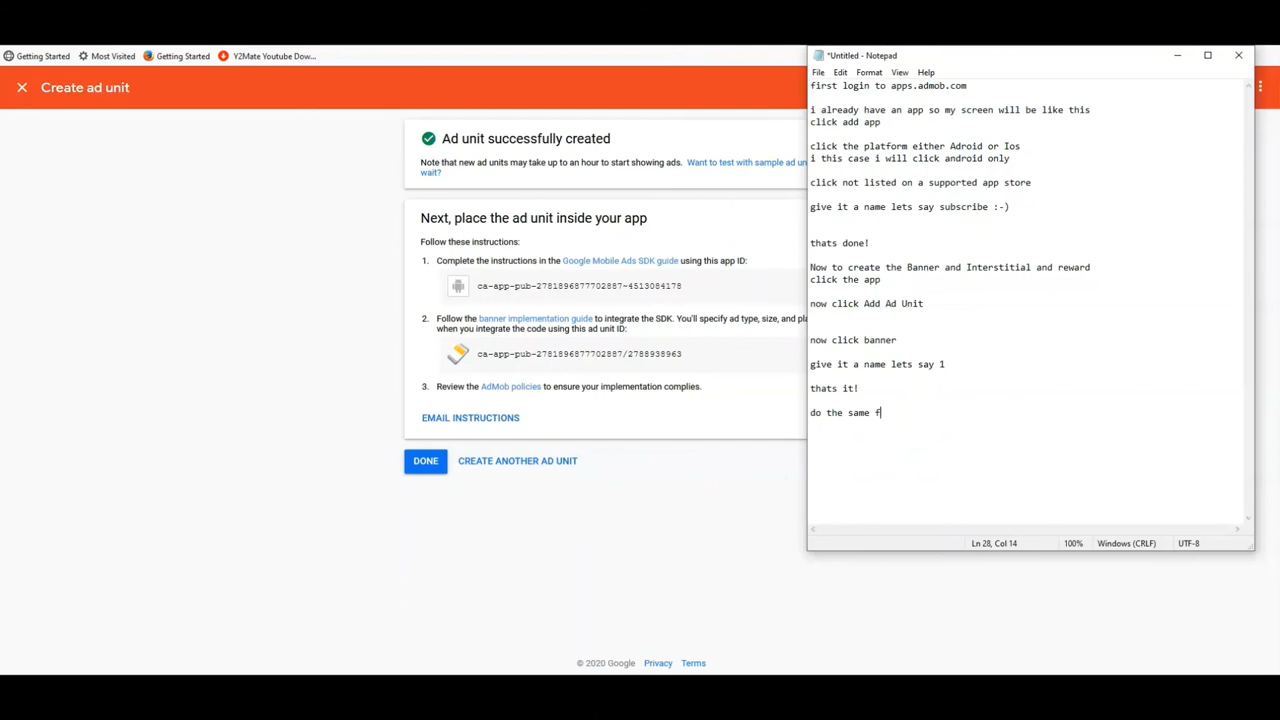 Getting Started
Most Visited
Getting Started
Y2Mate Youtube Dow...
Create ad unit
Ad unit successfully created
Note that new ad units may take up to an hour to start showing ads. Want to test with sample ad un
wait?
Next, place the ad unit inside your app
Follow these instructions:
1. Complete the instructions in the Google Mobile Ads SDK guide using this app ID:
ca-app-pub-2781896877702887~4513084178
2. Follow the banner implementation guide to integrate the SDK. You'll specify ad type, size, and pla
when you integrate the code using this ad unit ID:
ca-app-pub-2781896877702887/2788938963
3. Review the AdMob policies to ensure your implementation complies.
EMAIL INSTRUCTIONS
DONE
CREATE ANOTHER AD UNIT
© 2020 Google Privacy Terms
*Untitled - Notepad
File Edit Format View Help
first login to apps.admob.com
i already have an app so my screen will be like this
click add app
click the platform either Adroid or Ios
i this case i will click android only
click not listed on a supported app store
give it a name lets say subscribe :-)
thats done!
Now to create the Banner and Interstitial and reward
click the app
now click Add Ad Unit
now click banner
give it a name lets say 1
thats it!
do the same f
Ln 28, Col 14
100%
Windows (CRLF)
UTF-8